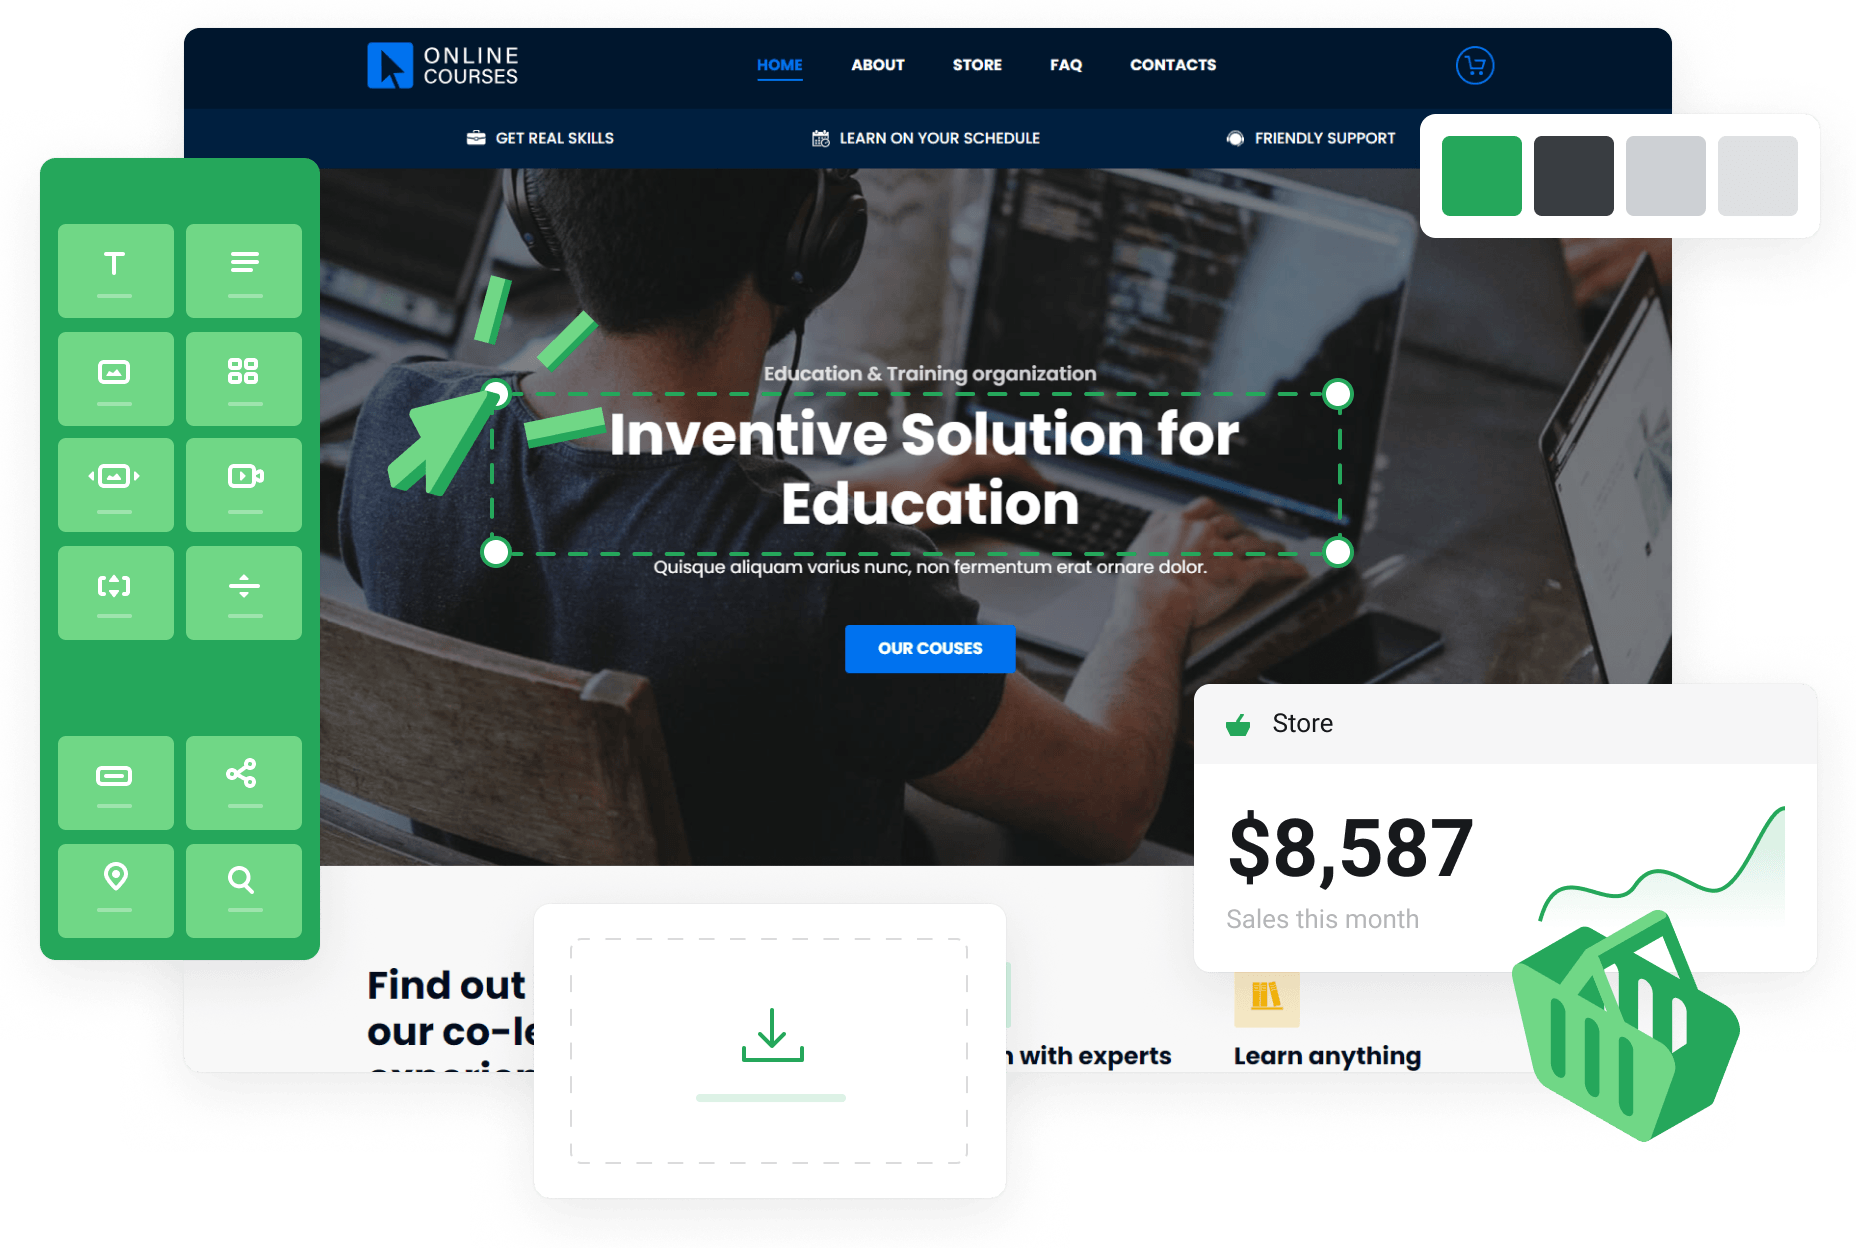 ONLINE
COURSES
HOME
ABOUT
STORE
FAQ
CONTACTS
GET REAL SKILLS
LEARN ON YOUR SCHEDULE
FRIENDLY SUPPORT
T
Education & Training organization
Inventive Solution for
Education
Quisque aliquam varius nunc, non fermentum erat ornare dolor.
OUR COUSES
Store
$8,587
Sales this month
Find out
our co-le
with experts
Learn anything